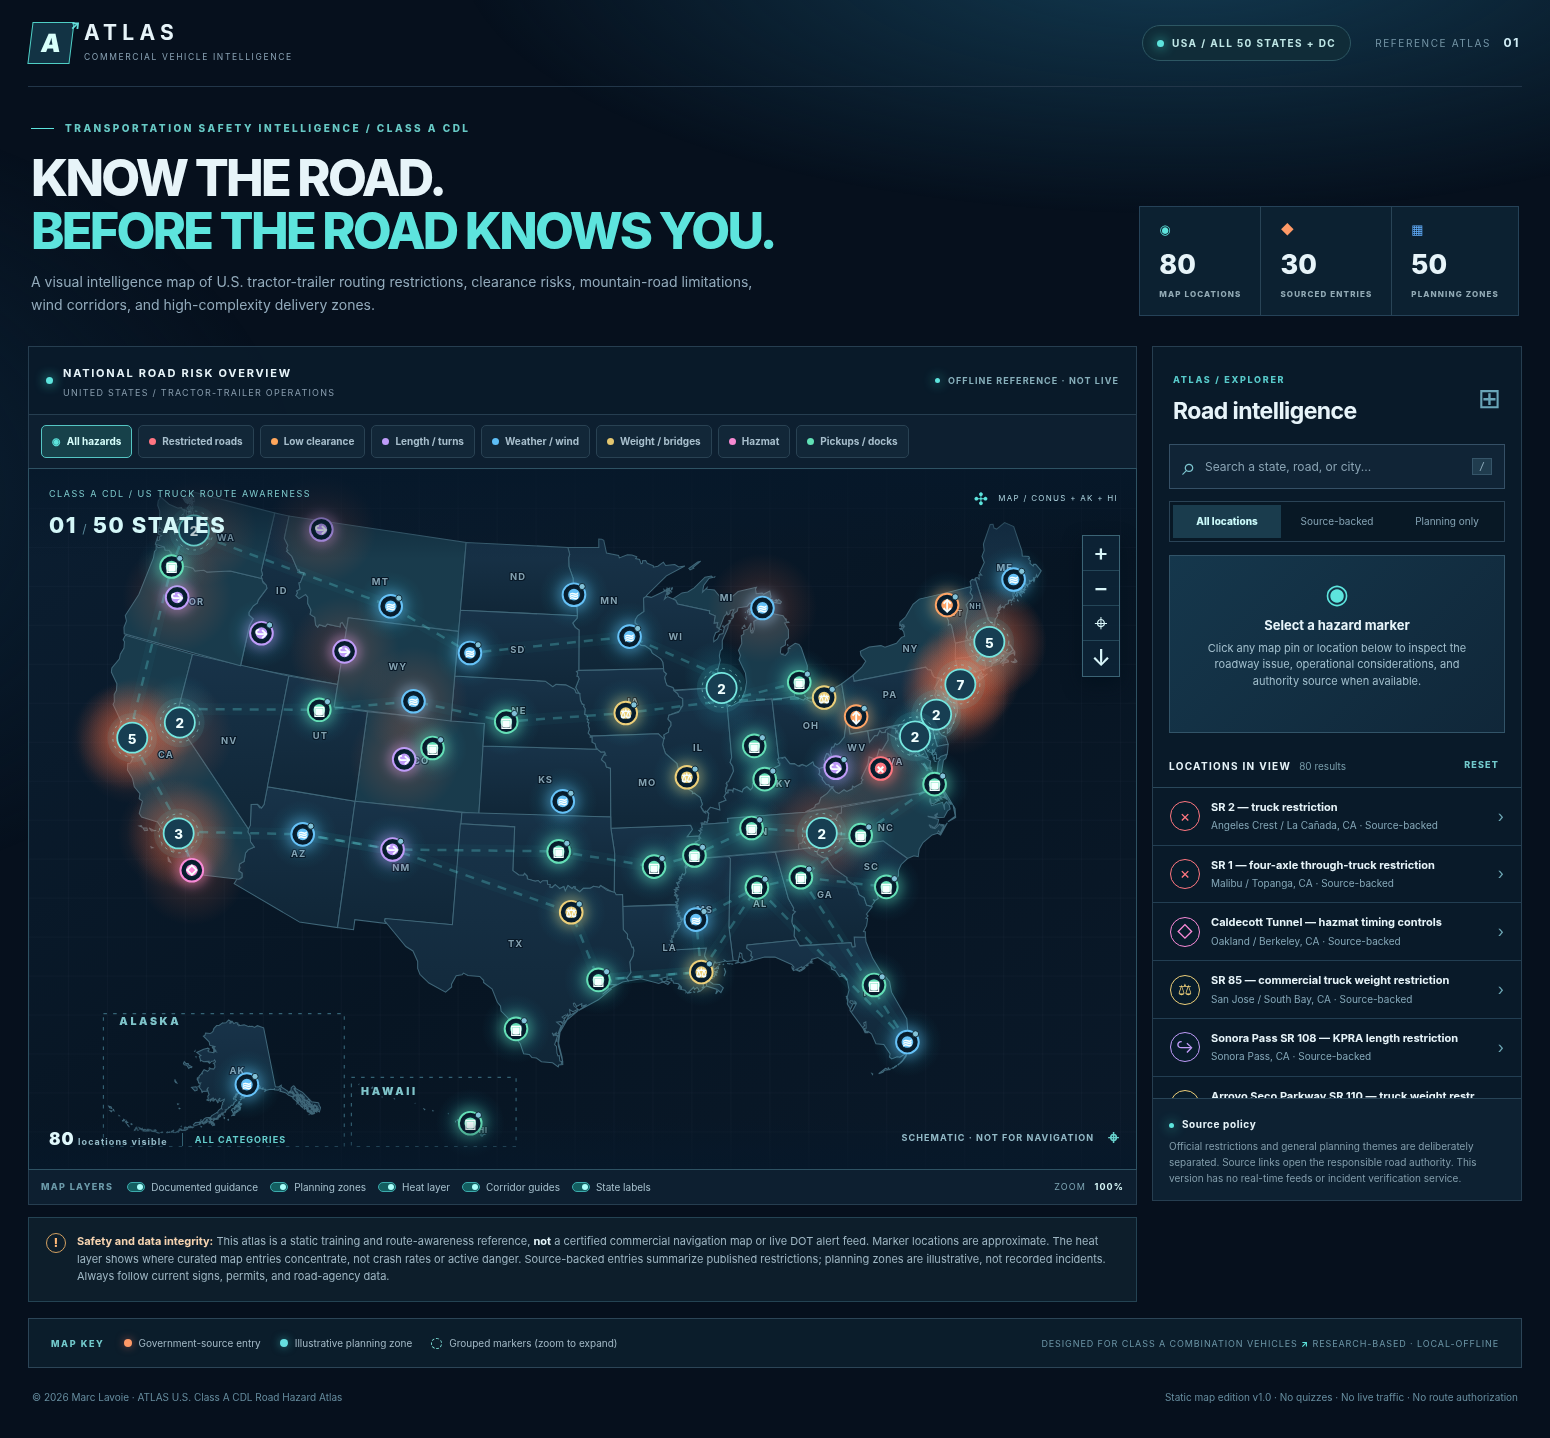 A ATLAS
COMMERCIAL VEHICLE INTELLIGENCE
USA / ALL 50 STATES + DC
REFERENCE ATLAS 01
TRANSPORTATION SAFETY INTELLIGENCE / CLASS A CDL
KNOW THE ROAD.
BEFORE THE ROAD KNOWS YOU.
A visual intelligence map of U.S. tractor-trailer routing restrictions, clearance risks, mountain-road limitations,
wind corridors, and high-complexity delivery zones.
80
MAP LOCATIONS
30
SOURCED ENTRIES
50
PLANNING ZONES
NATIONAL ROAD RISK OVERVIEW
UNITED STATES / TRACTOR-TRAILER OPERATIONS
OFFLINE REFERENCE · NOT LIVE
All hazards
Restricted roads
Low clearance
Length / turns
Weather / wind
Weight / bridges
Hazmat
Pickups / docks
CLASS A CDL / US TRUCK ROUTE AWARENESS
01 / 50 STATES
MAP / CONUS + AK + HI
+
−
2
WA
OR
ID
MT
ND
MN
MI
WI
SD
WY
ME
NH
NY
5
7
2
2
2
PA
OH
WV
VA
IA
NE
UT
NV
CA
5
2
CO
KS
MO
IL
KY
3
AZ
NM
2
NC
SC
GA
AL
MS
LA
TX
ALASKA
AK
HAWAII
HI
80 locations visible
ALL CATEGORIES
SCHEMATIC · NOT FOR NAVIGATION
MAP LAYERS
Documented guidance
Planning zones
Heat layer
Corridor guides
State labels
ZOOM 100%
! Safety and data integrity: This atlas is a static training and route-awareness reference, not a certified commercial navigation map or live DOT alert feed. Marker locations are approximate. The heat
layer shows where curated map entries concentrate, not crash rates or active danger. Source-backed entries summarize published restrictions; planning zones are illustrative, not recorded incidents.
Always follow current signs, permits, and road-agency data.
ATLAS / EXPLORER
Road intelligence
Search a state, road, or city...
/
All locations
Source-backed
Planning only
Select a hazard marker
Click any map pin or location below to inspect the
roadway issue, operational considerations, and
authority source when available.
LOCATIONS IN VIEW 80 results
RESET
SR 2 — truck restriction
Angeles Crest / La Cañada, CA · Source-backed
SR 1 — four-axle through-truck restriction
Malibu / Topanga, CA · Source-backed
Caldecott Tunnel — hazmat timing controls
Oakland / Berkeley, CA · Source-backed
SR 85 — commercial truck weight restriction
San Jose / South Bay, CA · Source-backed
Sonora Pass SR 108 — KPRA length restriction
Sonora Pass, CA · Source-backed
Arroyo Seco Parkway SR 110 — truck weight restr
Source policy
Official restrictions and general planning themes are deliberately
separated. Source links open the responsible road authority. This
version has no real-time feeds or incident verification service.
MAP KEY
Government-source entry
Illustrative planning zone
Grouped markers (zoom to expand)
DESIGNED FOR CLASS A COMBINATION VEHICLES ↗ RESEARCH-BASED · LOCAL-OFFLINE
© 2026 Marc Lavoie · ATLAS U.S. Class A CDL Road Hazard Atlas
Static map edition v1.0 · No quizzes · No live traffic · No route authorization